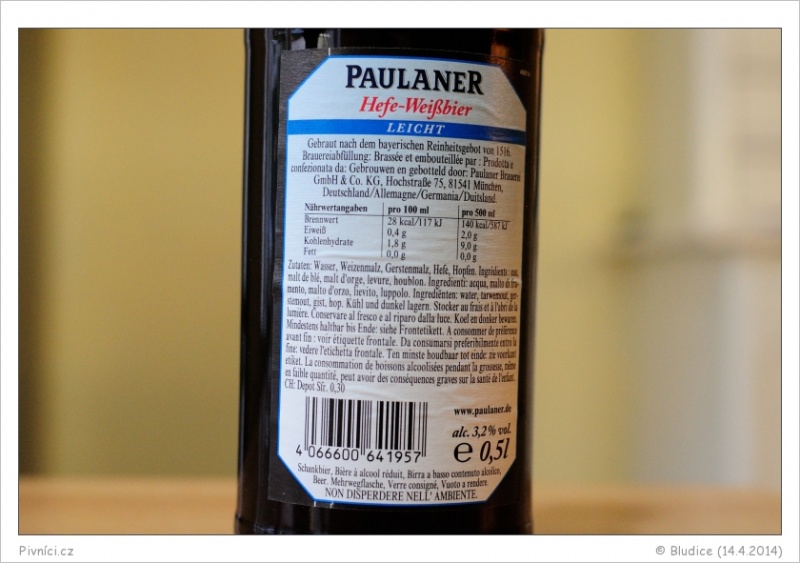 PAULANER
Hefe-Weißbier
LEICHT
Gebraut nach dem bayerischen Reinheitsgebot von 1516.
Brauereiabfüllung: Brassée et embouteillée par : Prodotta e
confezionata da: Gebrouwen en gebotteld door: Paulaner Brauerei
GmbH & Co. KG, Hochstraße 75, 81541 München,
Deutschland/Allemagne/Germania/Duitsland.
Nährwertangaben pro 100 ml pro 500 ml
Brennwert 28 kcal/117 kJ 140 kcal/587 kJ
Eiweiß 0,4 g 2,0 g
Kohlenhydrate 1,8 g 9,0 g
Fett 0,0 g 0,0 g
Zutaten: Wasser, Weizenmalz, Gerstenmalz, Hefe, Hopfen. Ingrédients: eau,
malt de blé, malt d'orge, levure, houblon. Ingredienti: acqua, malto di fru-
mento, malto d'orzo, lievito, luppolo. Ingrediënten: water, tarwemout, ger-
stemout, gist, hop. Kühl und dunkel lagern. Stocker au frais et à l'abri de la
lumière. Conservare al fresco e al riparo dalla luce. Koel en donker bewaren.
Mindestens haltbar bis Ende: siehe Frontetikett. A consommer de préférence
avant fin : voir étiquette frontale. Da consumarsi preferibilmente entro la
fine: vedere l'etichetta frontale. Ten minste houdbaar tot einde: zie voorkant
etiket. La consommation de boissons alcoolisées pendant la grossesse, même
en faible quantité, peut avoir des conséquences graves sur la santé de l'enfant.
CH: Depot Sfr. 0,30
www.paulaner.de
alc. 3,2% vol.
e 0,5l
4 066600 641957
Schankbier, Bière à alcool réduit, Birra a basso contenuto alcolico,
Beer. Mehrwegflasche, Verre consigné, Vuoto a rendere.
NON DISPERDERE NELL' AMBIENTE.
Pivníci.cz
© Bludice (14.4.2014)